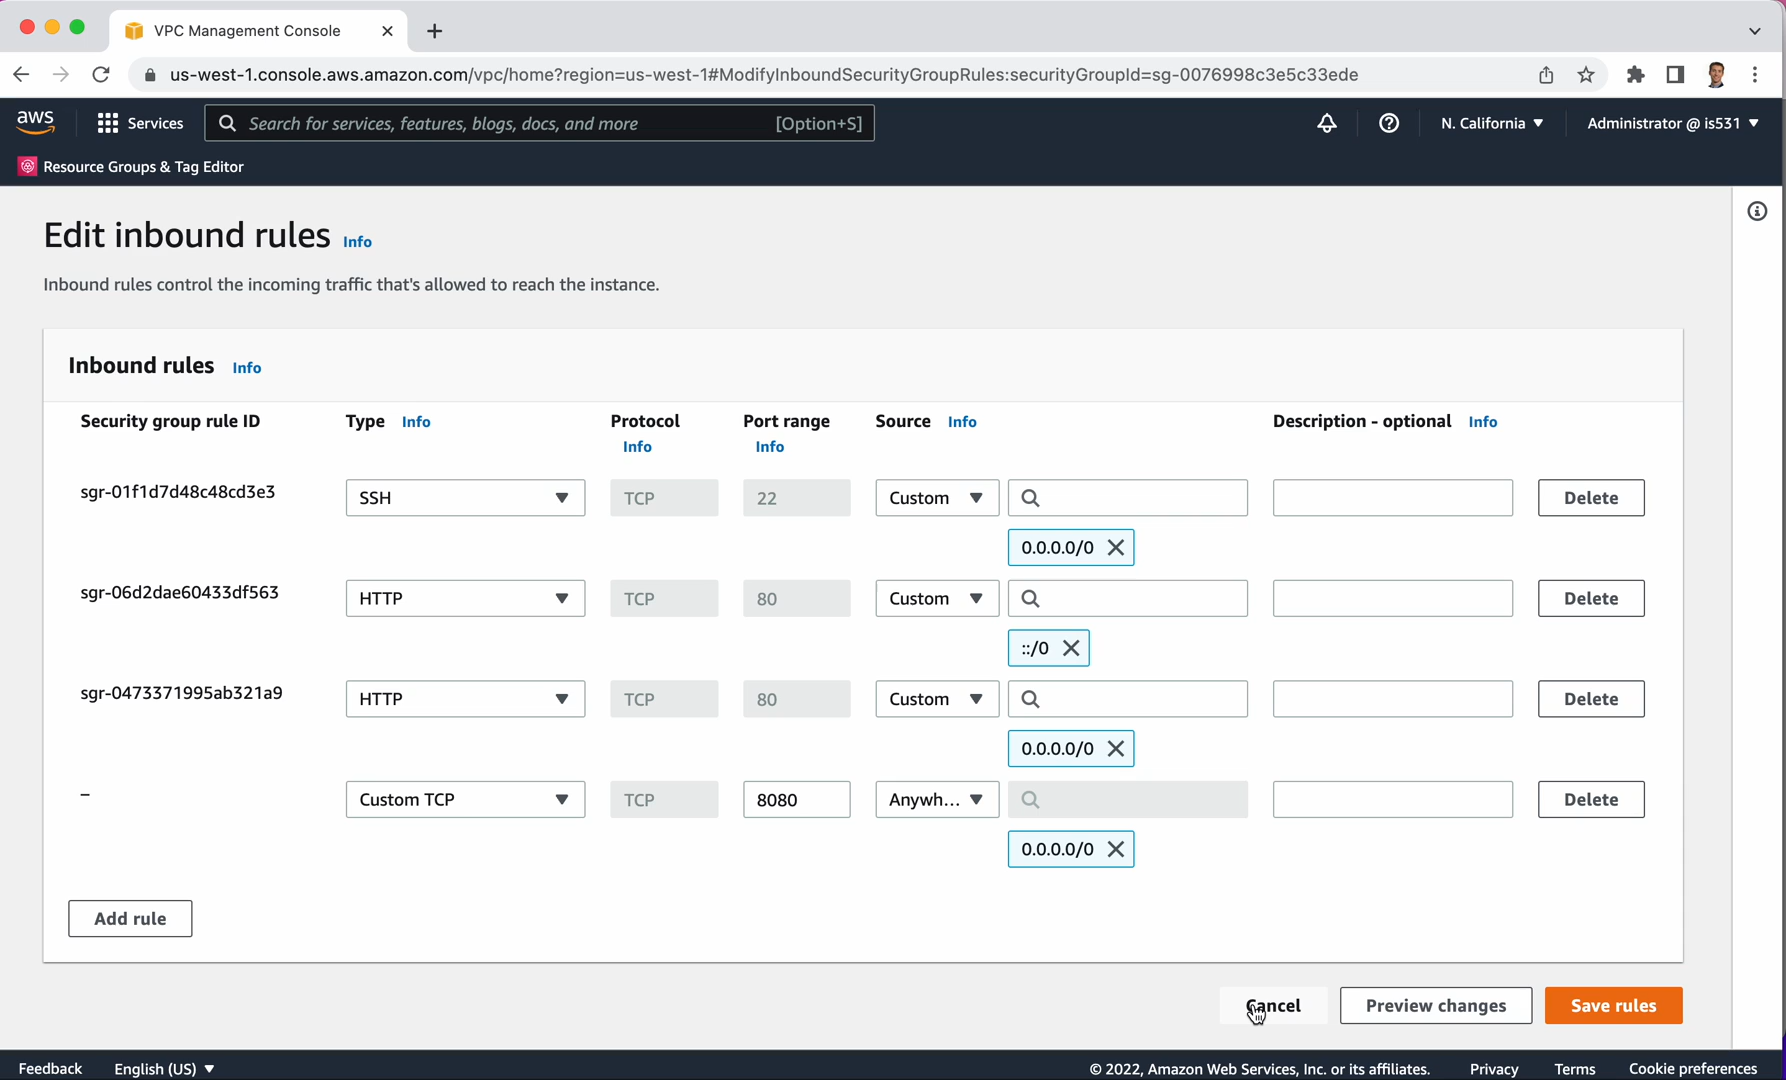 VPC Management Console
us-west-1.console.aws.amazon.com/vpc/home?region=us-west-1#ModifyInboundSecurityGroupRules:securityGroupId=sg-0076998c3e5c33ede
aws Services Search for services, features, blogs, docs, and more [Option+S] N. California Administrator @ is531
Resource Groups & Tag Editor
Edit inbound rules Info
Inbound rules control the incoming traffic that's allowed to reach the instance.
Inbound rules Info
Security group rule ID Type Info Protocol Info Port range Info Source Info Description - optional Info
sgr-01f1d7d48c48cd3e3 SSH TCP 22 Custom Delete
0.0.0.0/0
sgr-06d2dae60433df563 HTTP TCP 80 Custom Delete
::/0
sgr-0473371995ab321a9 HTTP TCP 80 Custom Delete
0.0.0.0/0
– Custom TCP TCP 8080 Anywh... Delete
0.0.0.0/0
Add rule
Cancel Preview changes Save rules
Feedback English (US) © 2022, Amazon Web Services, Inc. or its affiliates. Privacy Terms Cookie preferences